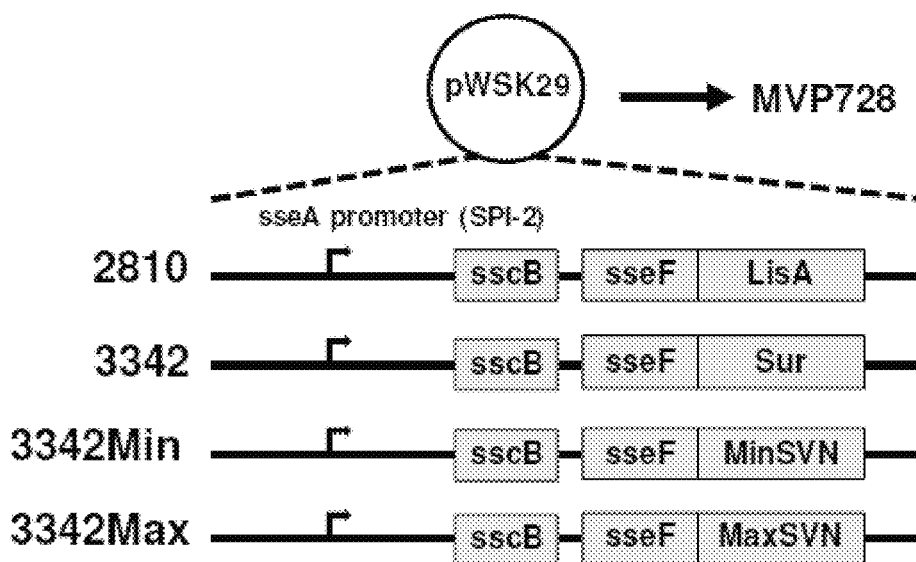 pWSK29
MVP728
sseA promoter (SPI-2)
2810 sscB sseF LisA
3342 sscB sseF Sur
3342Min sscB sseF MinSVN
3342Max sscB sseF MaxSVN